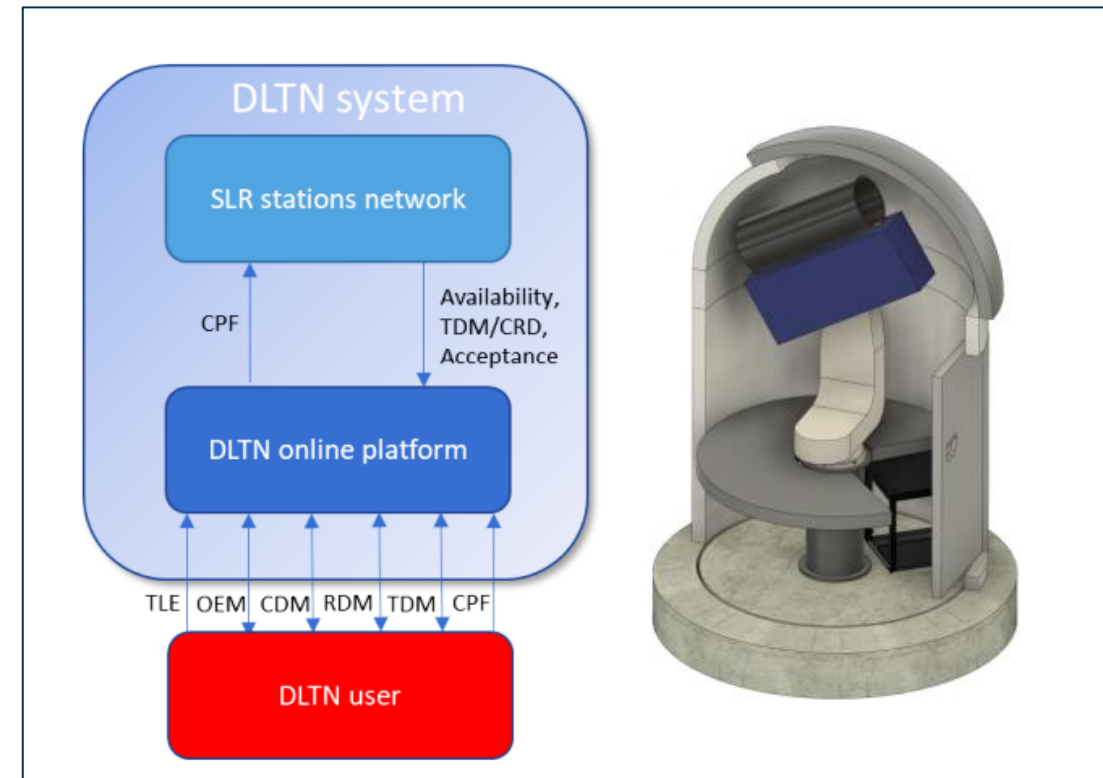 DLTN system
SLR stations network
CPF
Availability,
TDM/CRD,
Acceptance
DLTN online platform
TLE OEM CDM RDM TDM CPF
DLTN user